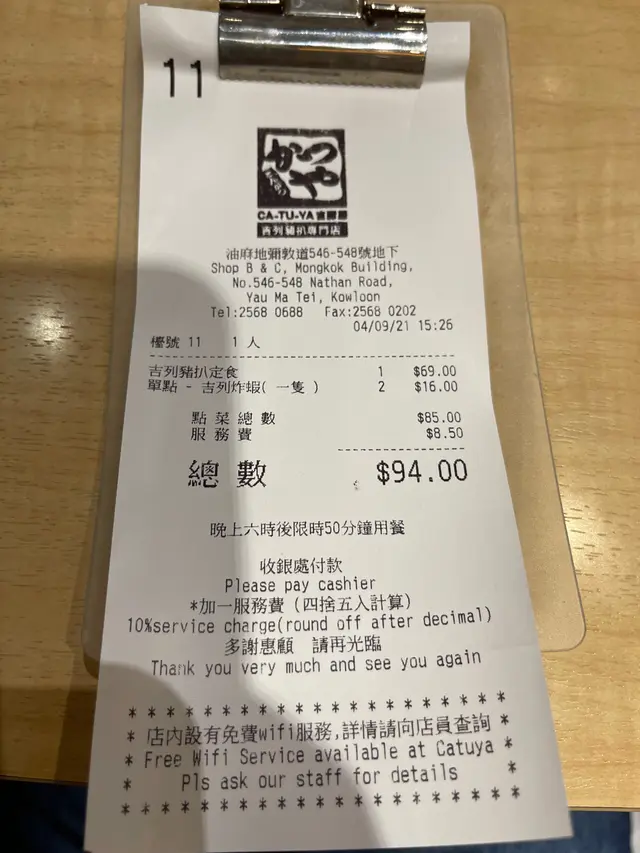 11
かつや
CA-TU-YA 吉豚屋
吉列豬扒專門店
油麻地彌敦道546-548號地下
Shop B & C, Mongkok Building,
No.546-548 Nathan Road,
Yau Ma Tei, Kowloon
Tel:2568 0688 Fax:2568 0202
04/09/21 15:26
檯號 11 1 人
吉列豬扒定食 1 $69.00
單點 - 吉列炸蝦( 一隻 ) 2 $16.00
點 菜 總 數 $85.00
服 務 費 $8.50
總 數 $94.00
晚上六時後限時50分鐘用餐
收銀處付款
Please pay cashier
*加一服務費 (四捨五入計算)
10%service charge(round off after decimal)
多謝惠顧 請再光臨
Thank you very much and see you again
* * * * * * * * * * * * * * * * * * * *
* 店內設有免費wifi服務,詳情請向店員查詢 *
* Free Wifi Service available at Catuya *
* Pls ask our staff for details *
* * * * * * * * * * * * * * * * * * * *